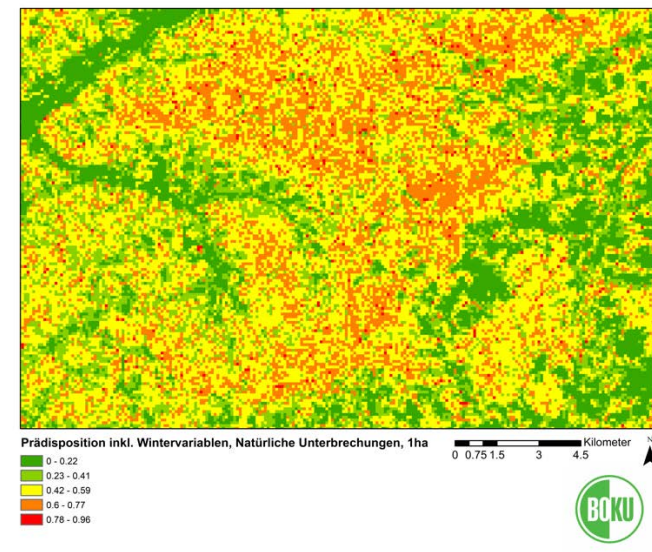 Prädisposition inkl. Wintervariablen, Natürliche Unterbrechungen, 1ha
0 - 0.22
0.23 - 0.41
0.42 - 0.59
0.6 - 0.77
0.78 - 0.96
Kilometer
0 0.75 1.5 3 4.5
N
BOKU